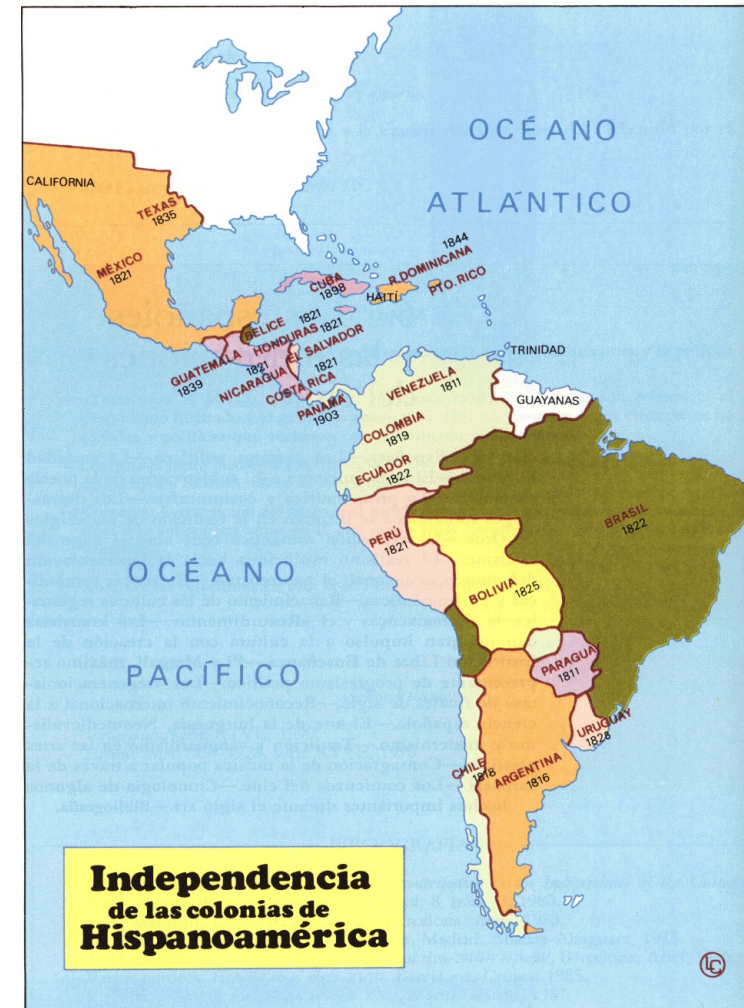 OCÉANO
ATLÁNTICO
CALIFORNIA
TEXAS
1835
MÉXICO
1821
CUBA
1898
1844
R. DOMINICANA
HAITÍ
PTO. RICO
BELICE
1821
HONDURAS 1821
EL SALVADOR
1821
GUATEMALA
1839
1821
NICARAGUA
COSTA RICA
PANAMÁ
1903
TRINIDAD
VENEZUELA
1811
GUAYANAS
COLOMBIA
1819
ECUADOR
1822
PERÚ
1821
BRASIL
1822
OCÉANO
PACÍFICO
BOLIVIA
1825
PARAGUA
1811
URUGUAY
1828
CHILE
1818
ARGENTINA
1816
Independencia
de las colonias de
Hispanoamérica
LC